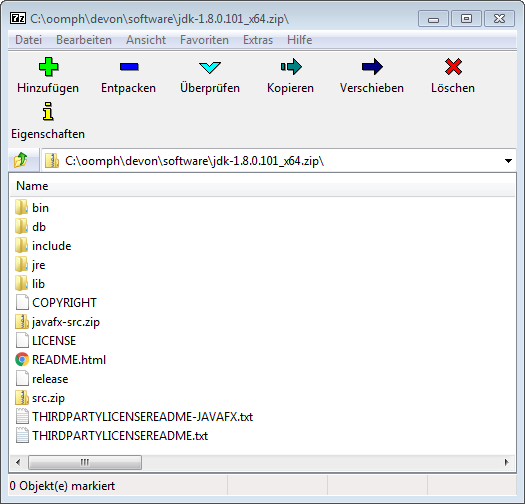 7z C:\oomph\devon\software\jdk-1.8.0.101_x64.zip\
Datei Bearbeiten Ansicht Favoriten Extras Hilfe
Hinzufügen Entpacken Überprüfen Kopieren Verschieben Löschen
Eigenschaften
C:\oomph\devon\software\jdk-1.8.0.101_x64.zip\
Name
bin
db
include
jre
lib
COPYRIGHT
javafx-src.zip
LICENSE
README.html
release
src.zip
THIRDPARTYLICENSEREADME-JAVAFX.txt
THIRDPARTYLICENSEREADME.txt
0 Objekt(e) markiert